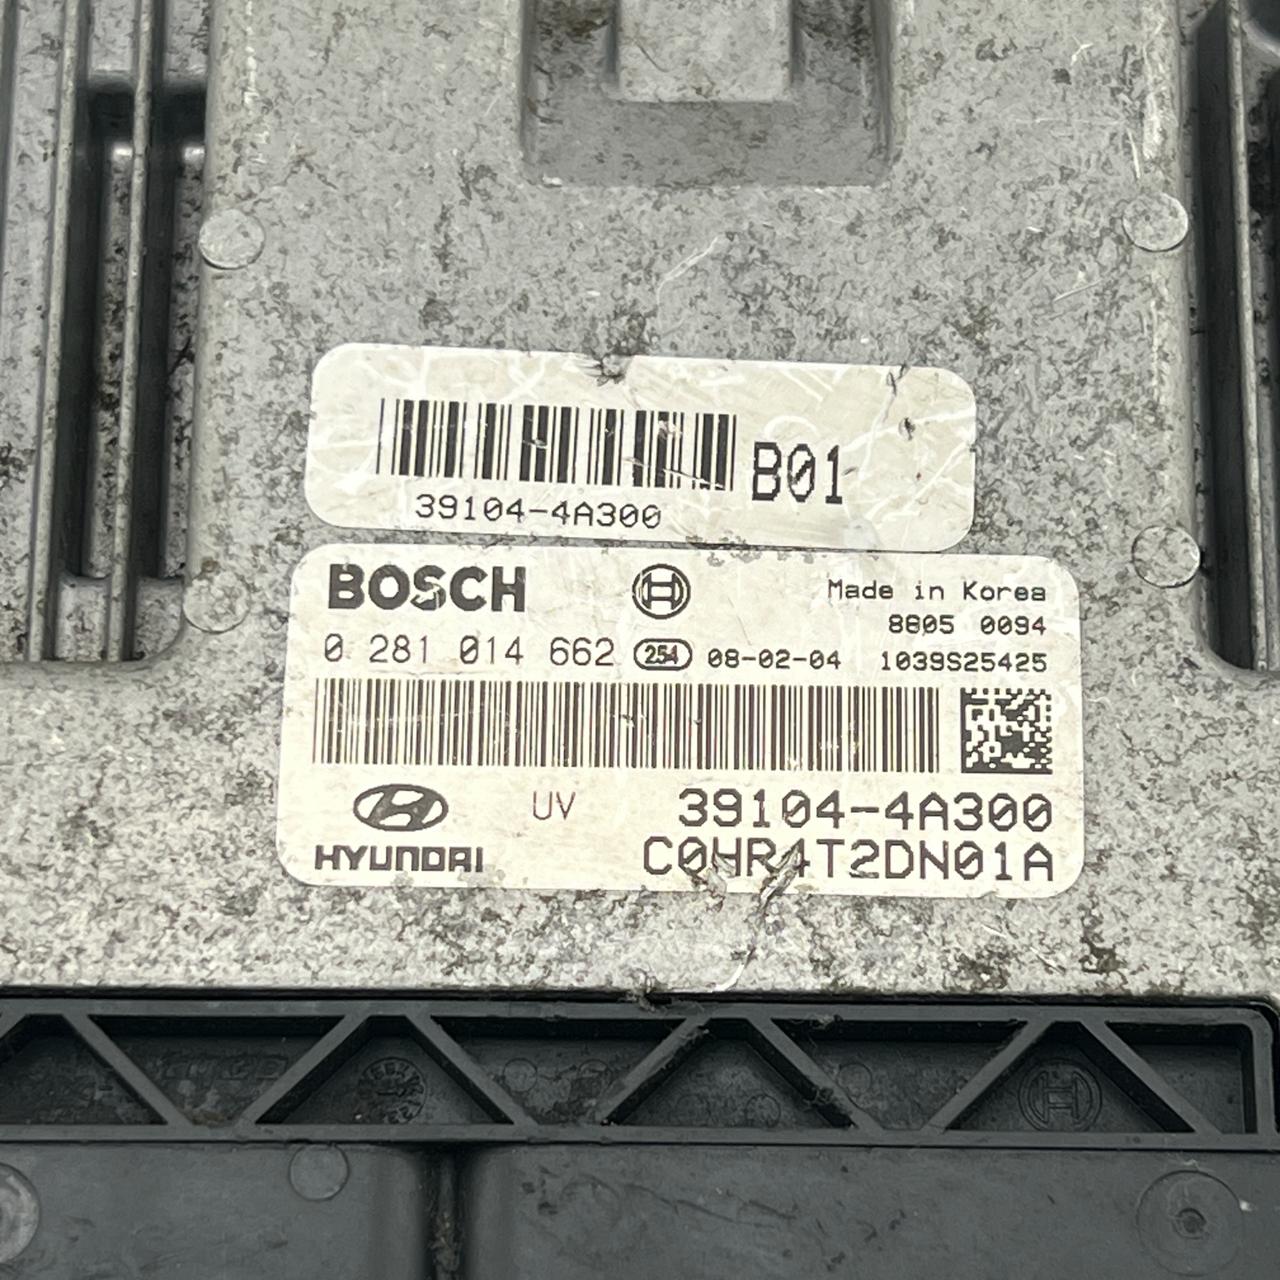 B01
39104-4A300
BOSCH
Made in Korea
8805 0094
0 281 014 662 254 08-02-04 1039S25425
HYUNDAI
UV
39104-4A300
C0HR4T2DN01A